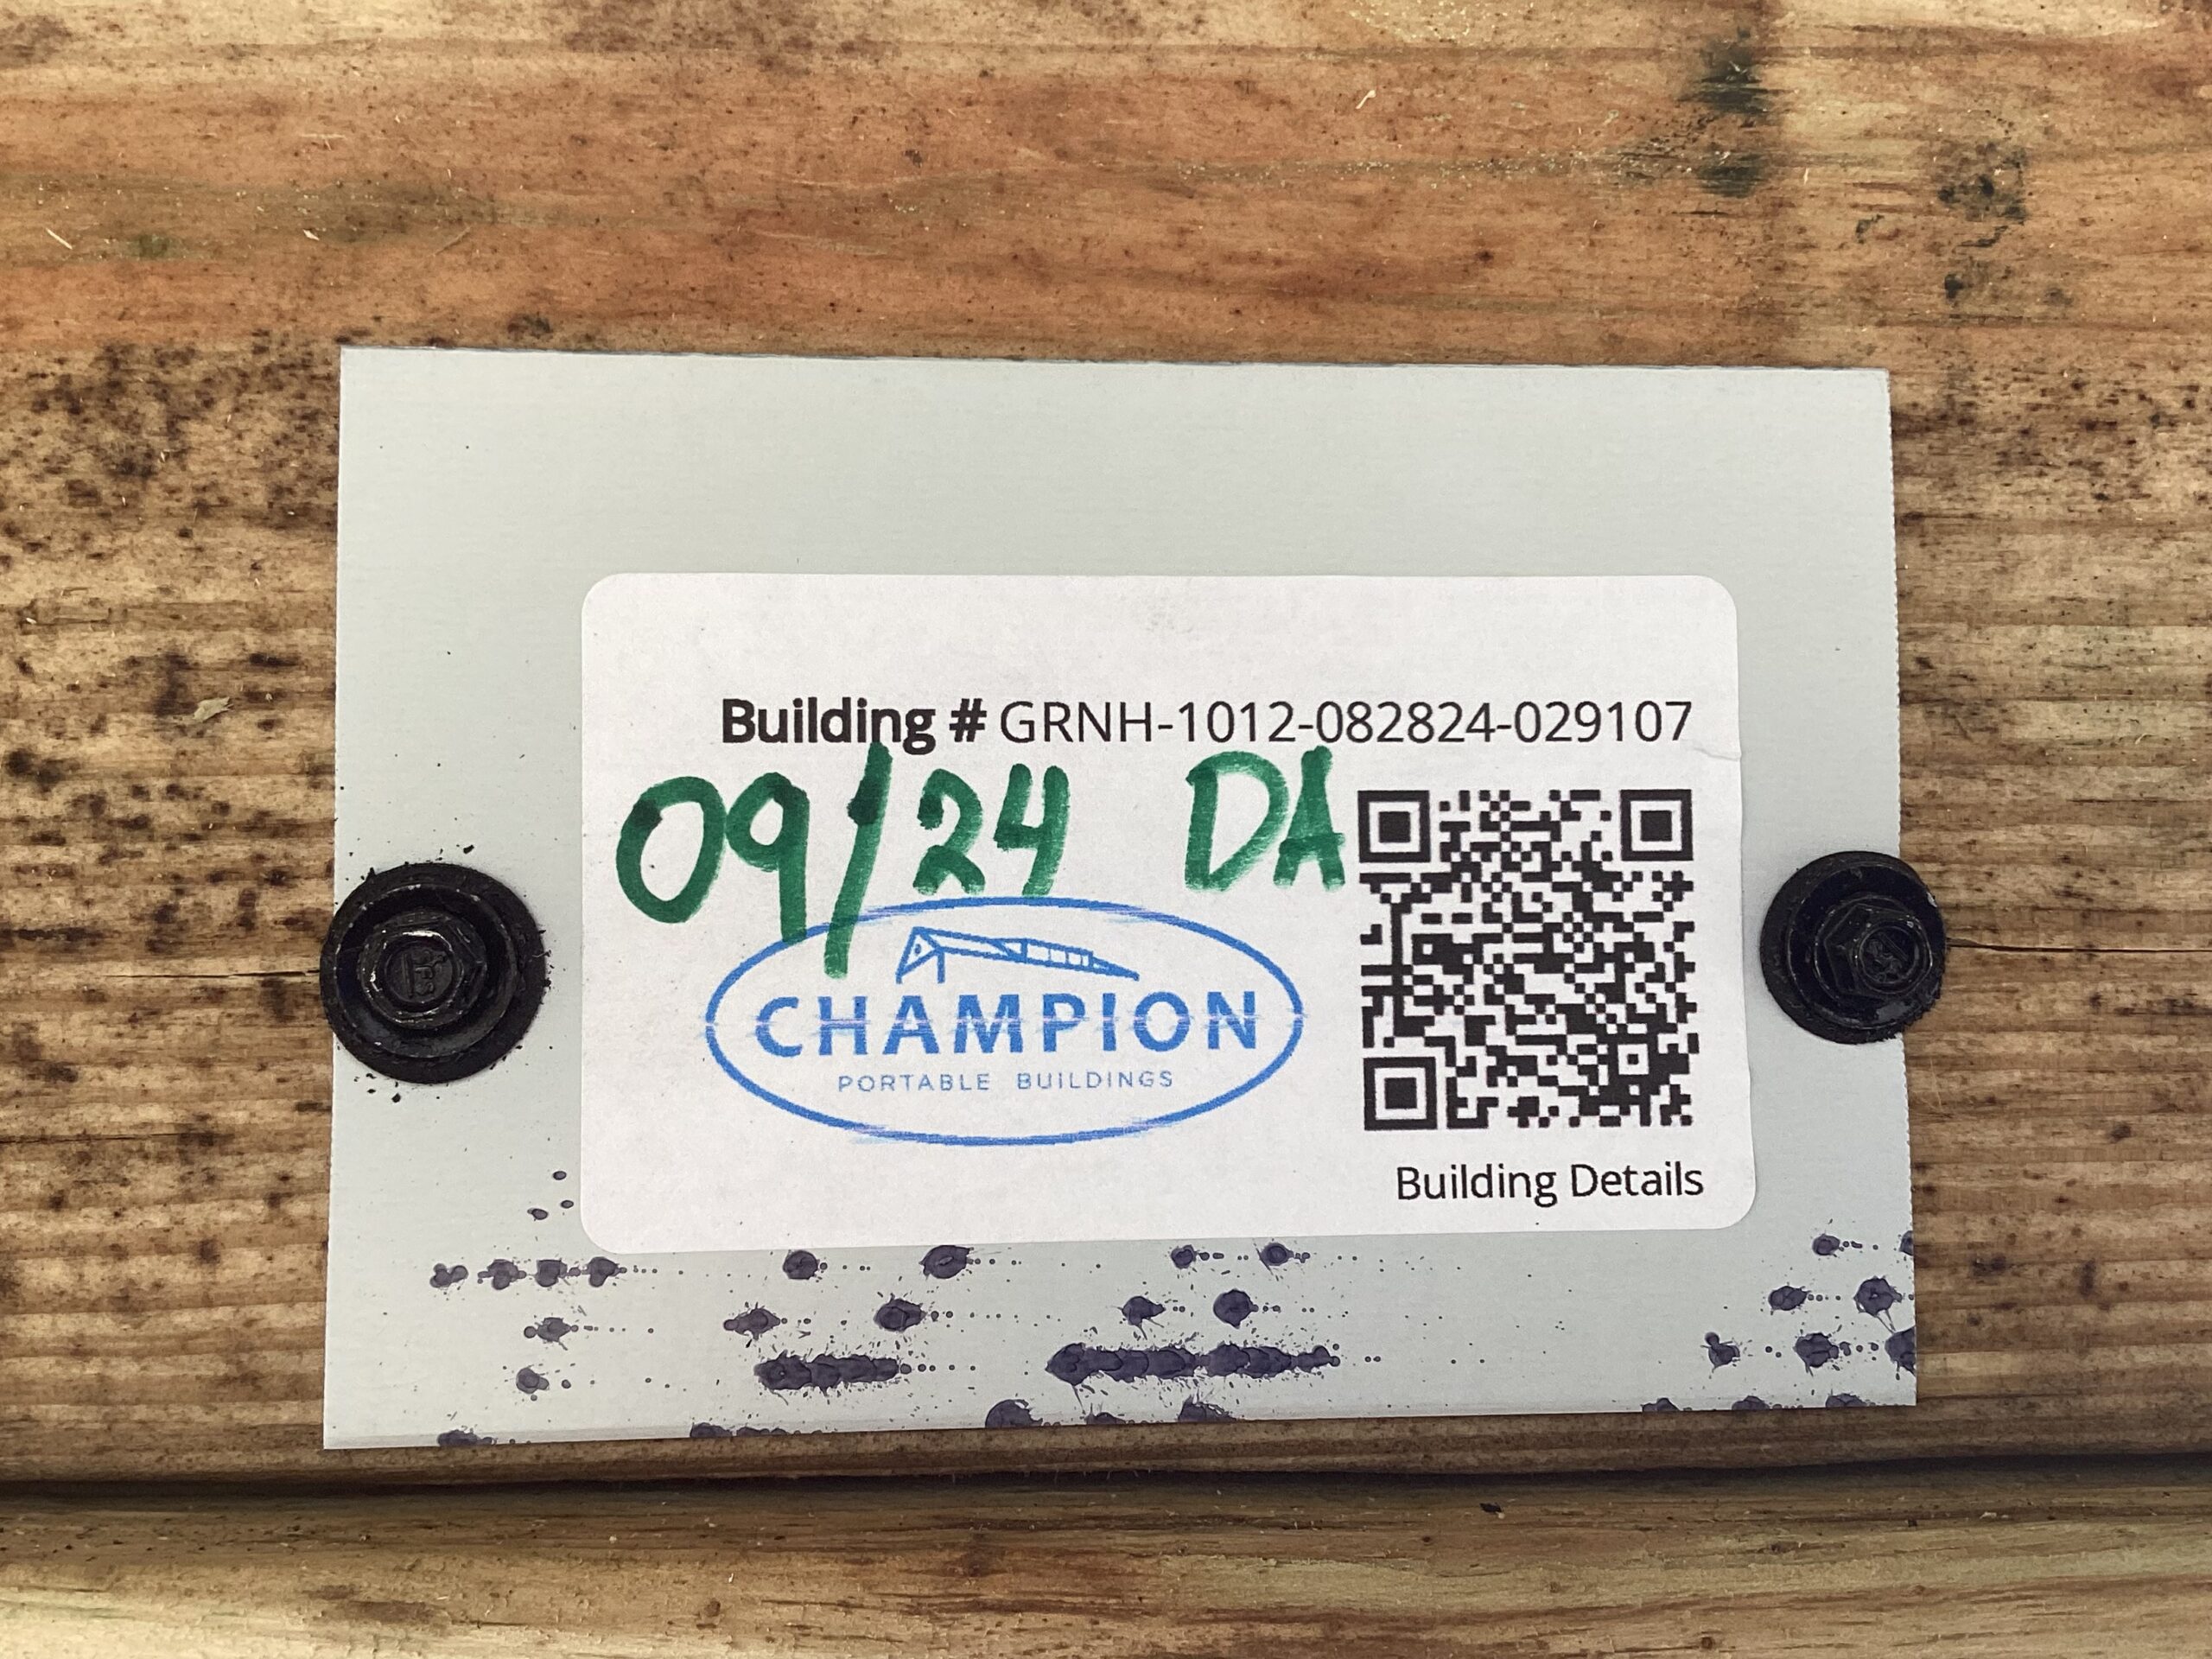 Building # GRNH-1012-082824-029107
09/24 DA
CHAMPION
PORTABLE BUILDINGS
Building Details